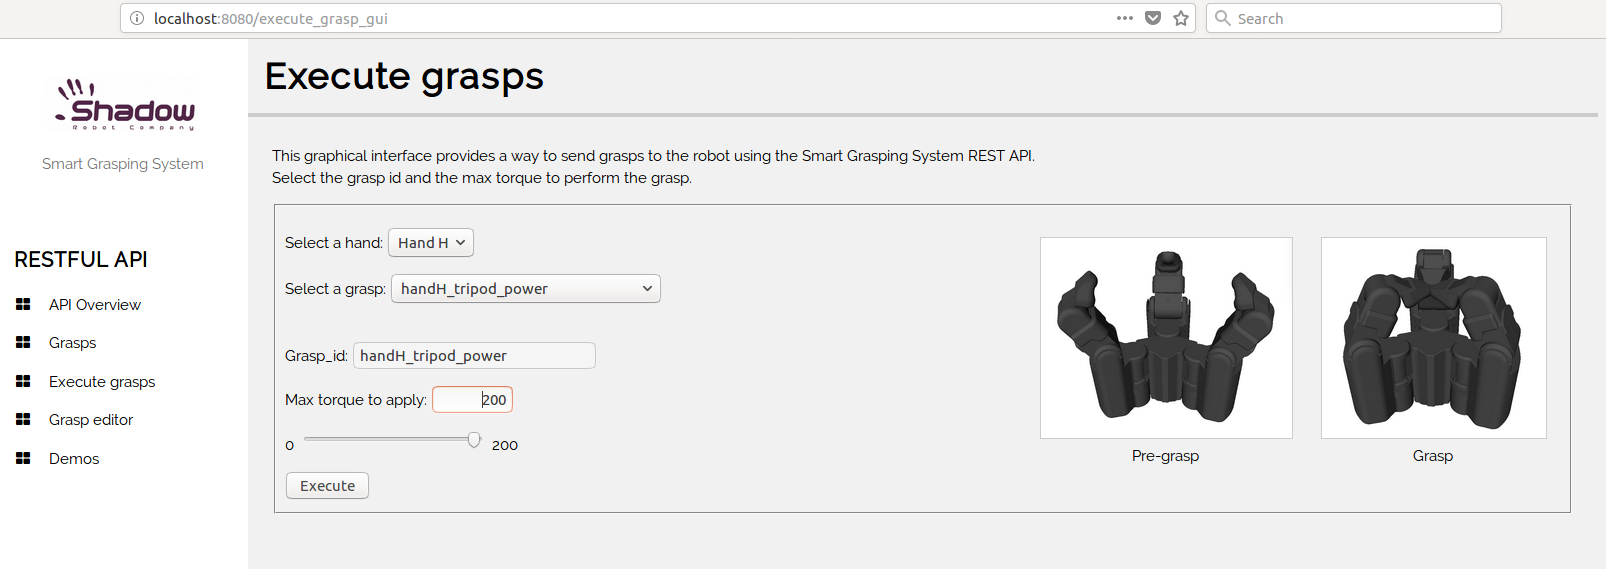 localhost:8080/execute_grasp_gui
Search
Shadow
Robot Company
Smart Grasping System
RESTFUL API
API Overview
Grasps
Execute grasps
Grasp editor
Demos
Execute grasps
This graphical interface provides a way to send grasps to the robot using the Smart Grasping System REST API.
Select the grasp id and the max torque to perform the grasp.
Select a hand: Hand H
Select a grasp: handH_tripod_power
Grasp_id: handH_tripod_power
Max torque to apply: 200
0 200
Execute
Pre-grasp
Grasp